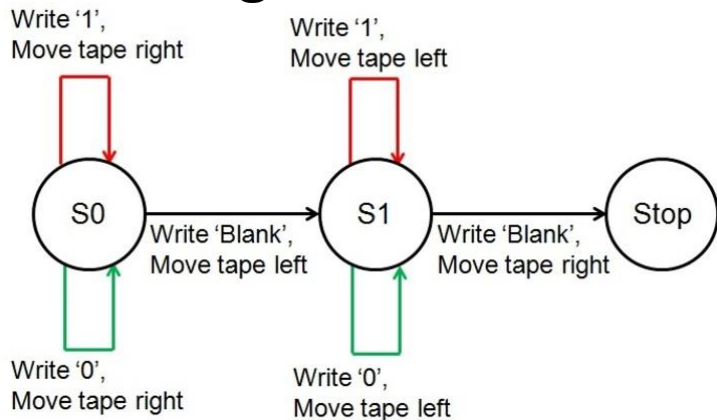 Write ‘1’,
Move tape right
Write ‘1’,
Move tape left
S0
S1
Stop
Write ‘Blank’,
Move tape left
Write ‘Blank’,
Move tape right
Write ‘0’,
Move tape right
Write ‘0’,
Move tape left